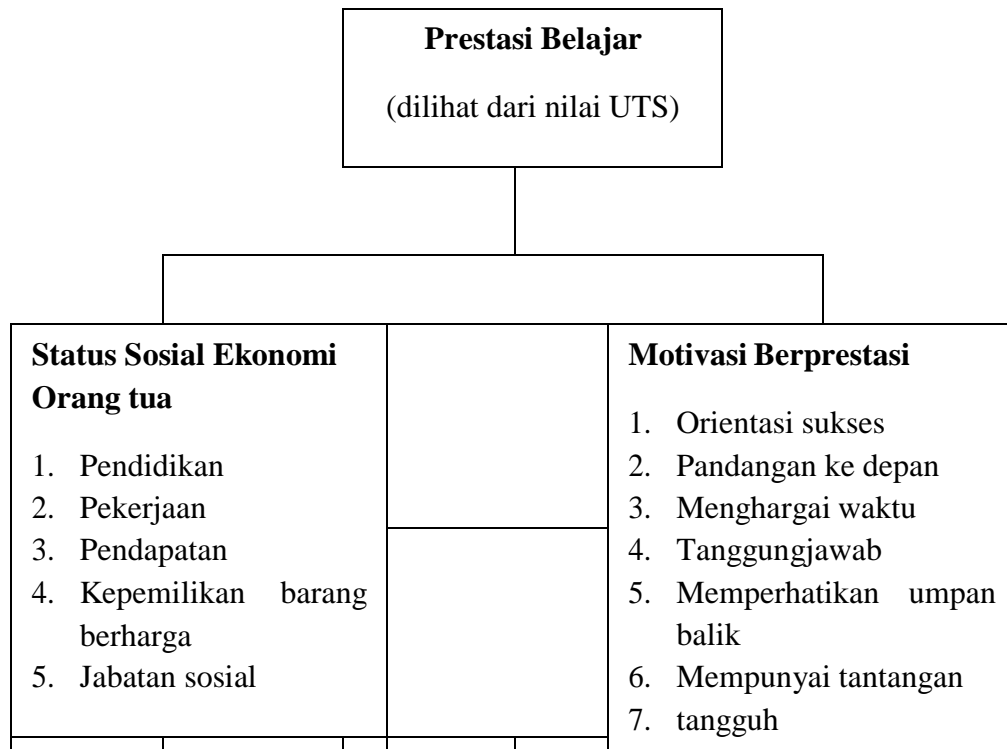 Prestasi Belajar
(dilihat dari nilai UTS)
Status Sosial Ekonomi
Orang tua
1. Pendidikan
2. Pekerjaan
3. Pendapatan
4. Kepemilikan barang
berharga
5. Jabatan sosial
Motivasi Berprestasi
1. Orientasi sukses
2. Pandangan ke depan
3. Menghargai waktu
4. Tanggungjawab
5. Memperhatikan umpan
balik
6. Mempunyai tantangan
7. tangguh